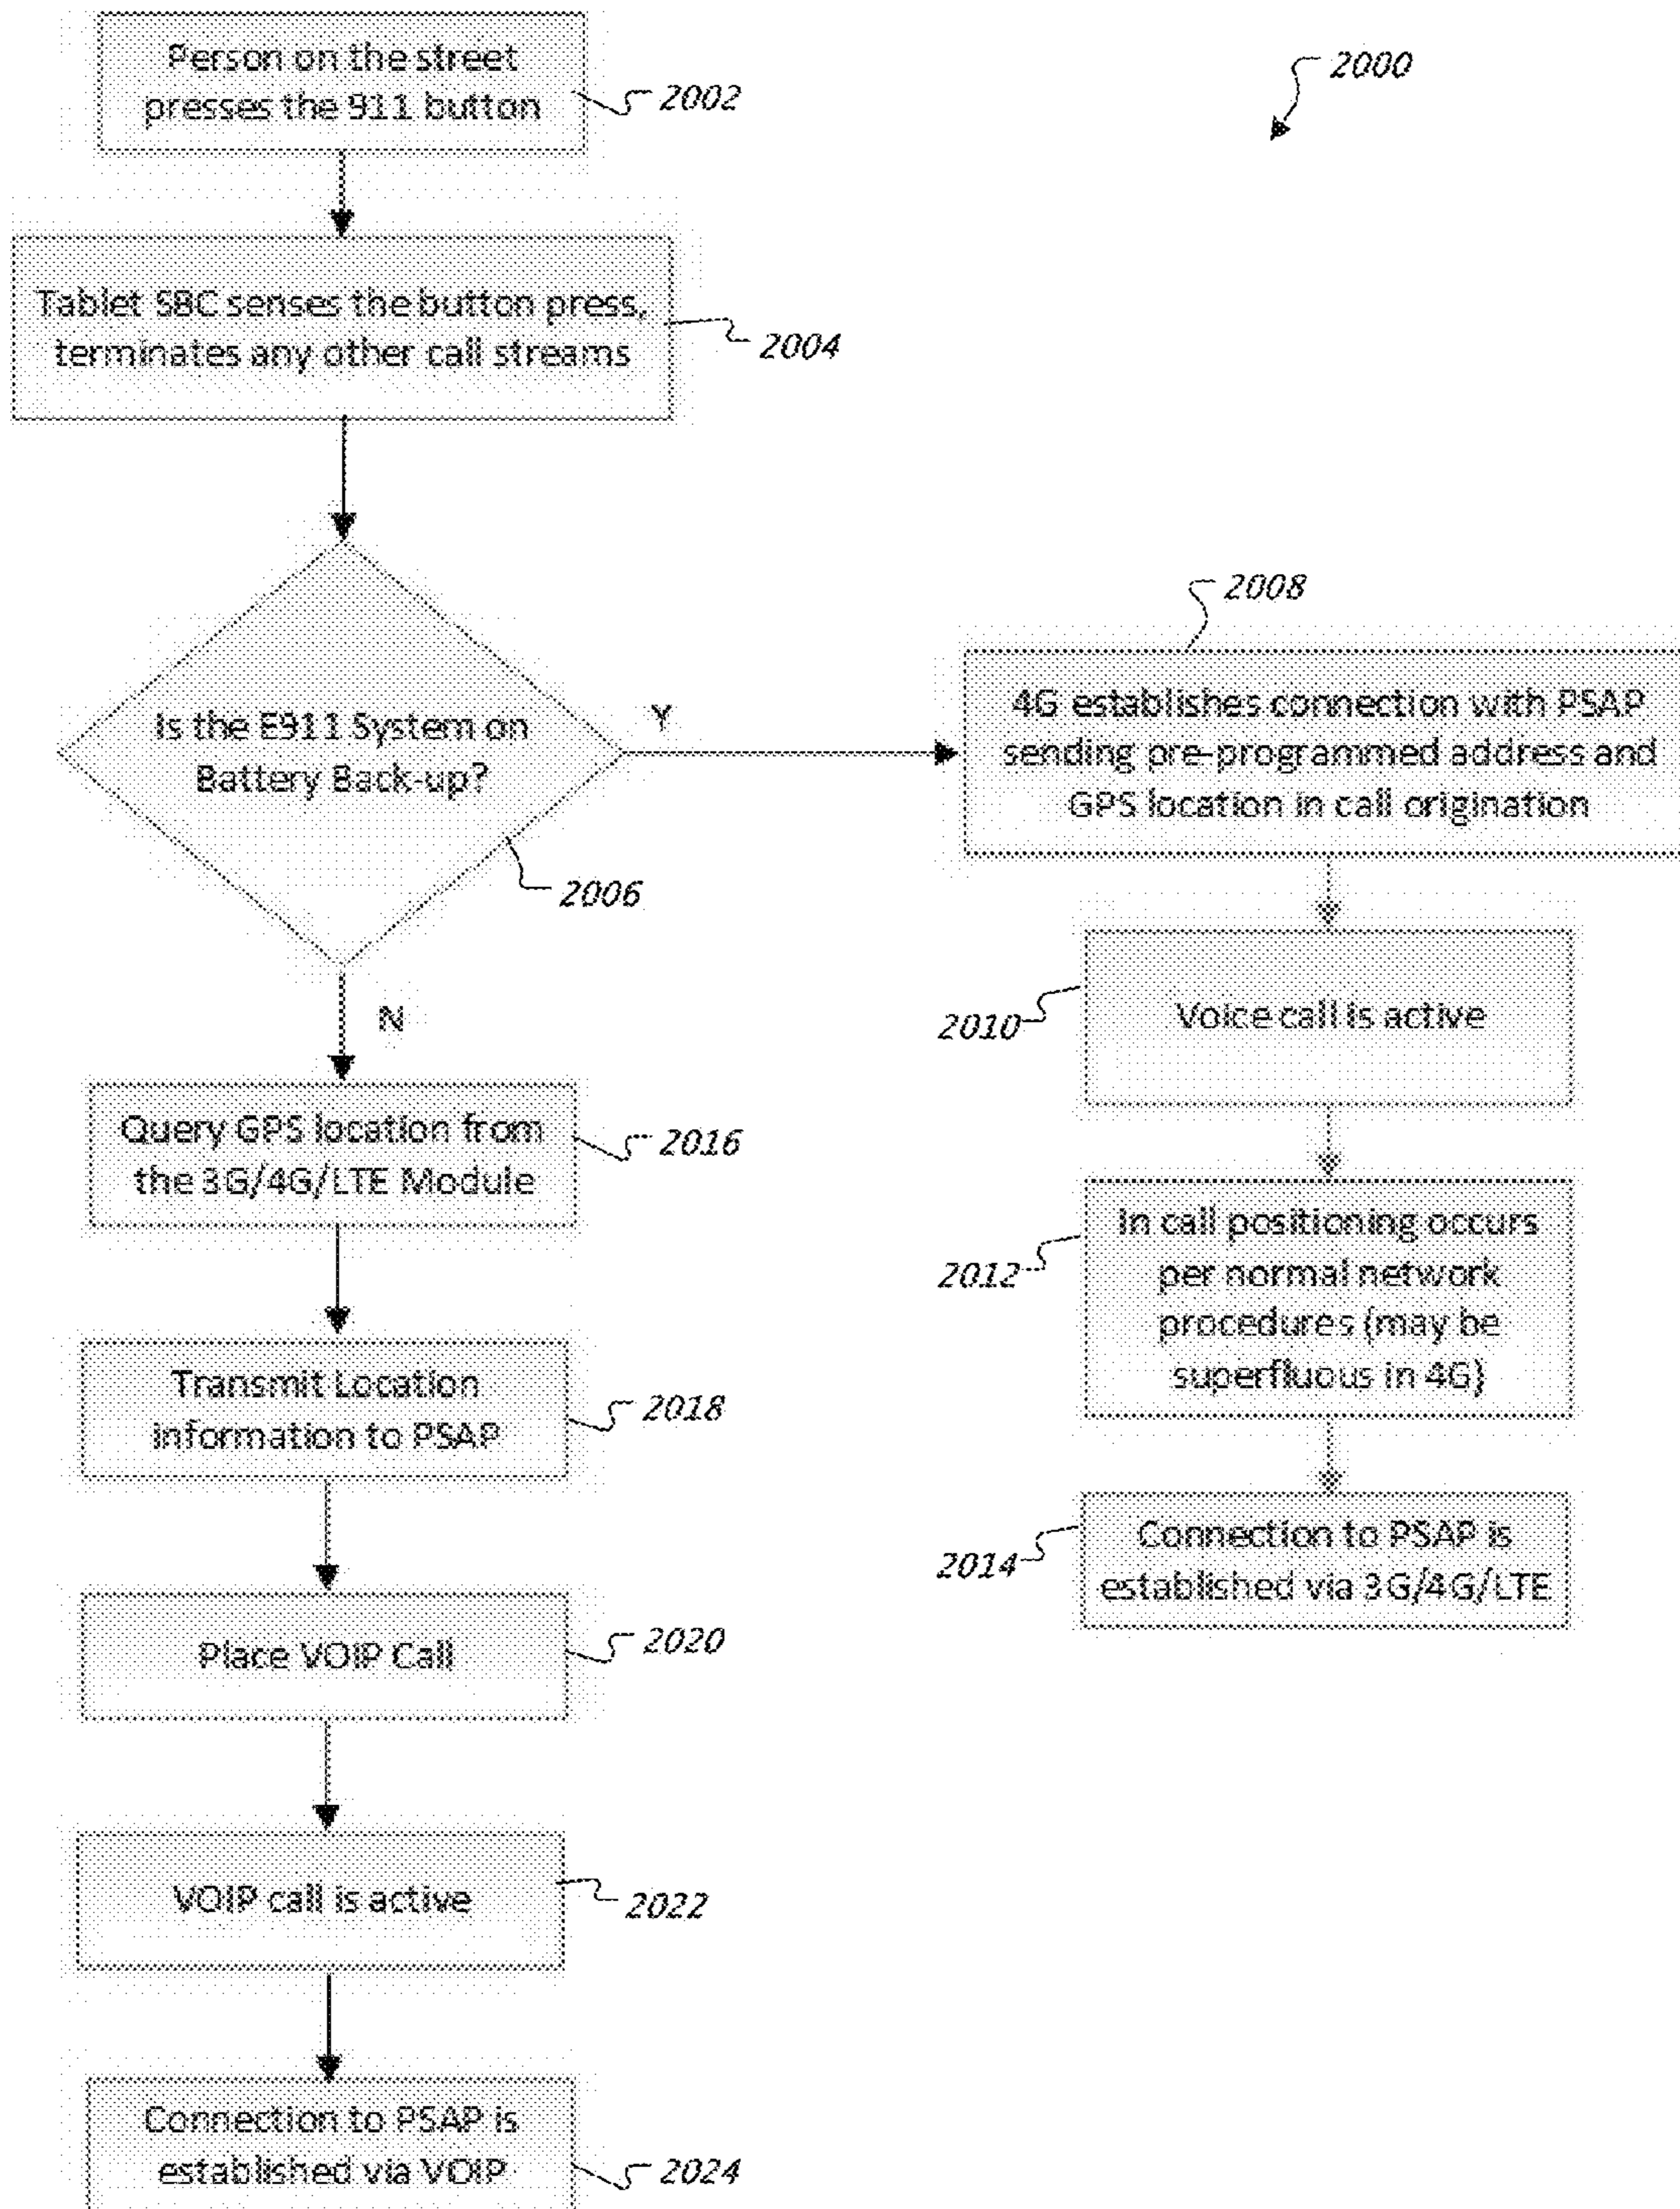 Person on the street
presses the 911 button
2002
2000
Tablet SBC senses the button press,
terminates any other call streams
2004
Is the E911 System on
Battery Back-up?
2006
Y
N
2008
4G establishes connection with PSAP
sending pre-programmed address and
GPS location in call origination
2010
Voice call is active
2012
In call positioning occurs
per normal network
procedures (may be
superfluous in 4G)
2014
Connection to PSAP is
established via 3G/4G/LTE
Query GPS location from
the 3G/4G/LTE Module
2016
Transmit Location
information to PSAP
2018
Place VOIP Call
2020
VOIP call is active
2022
Connection to PSAP is
established via VOIP
2024